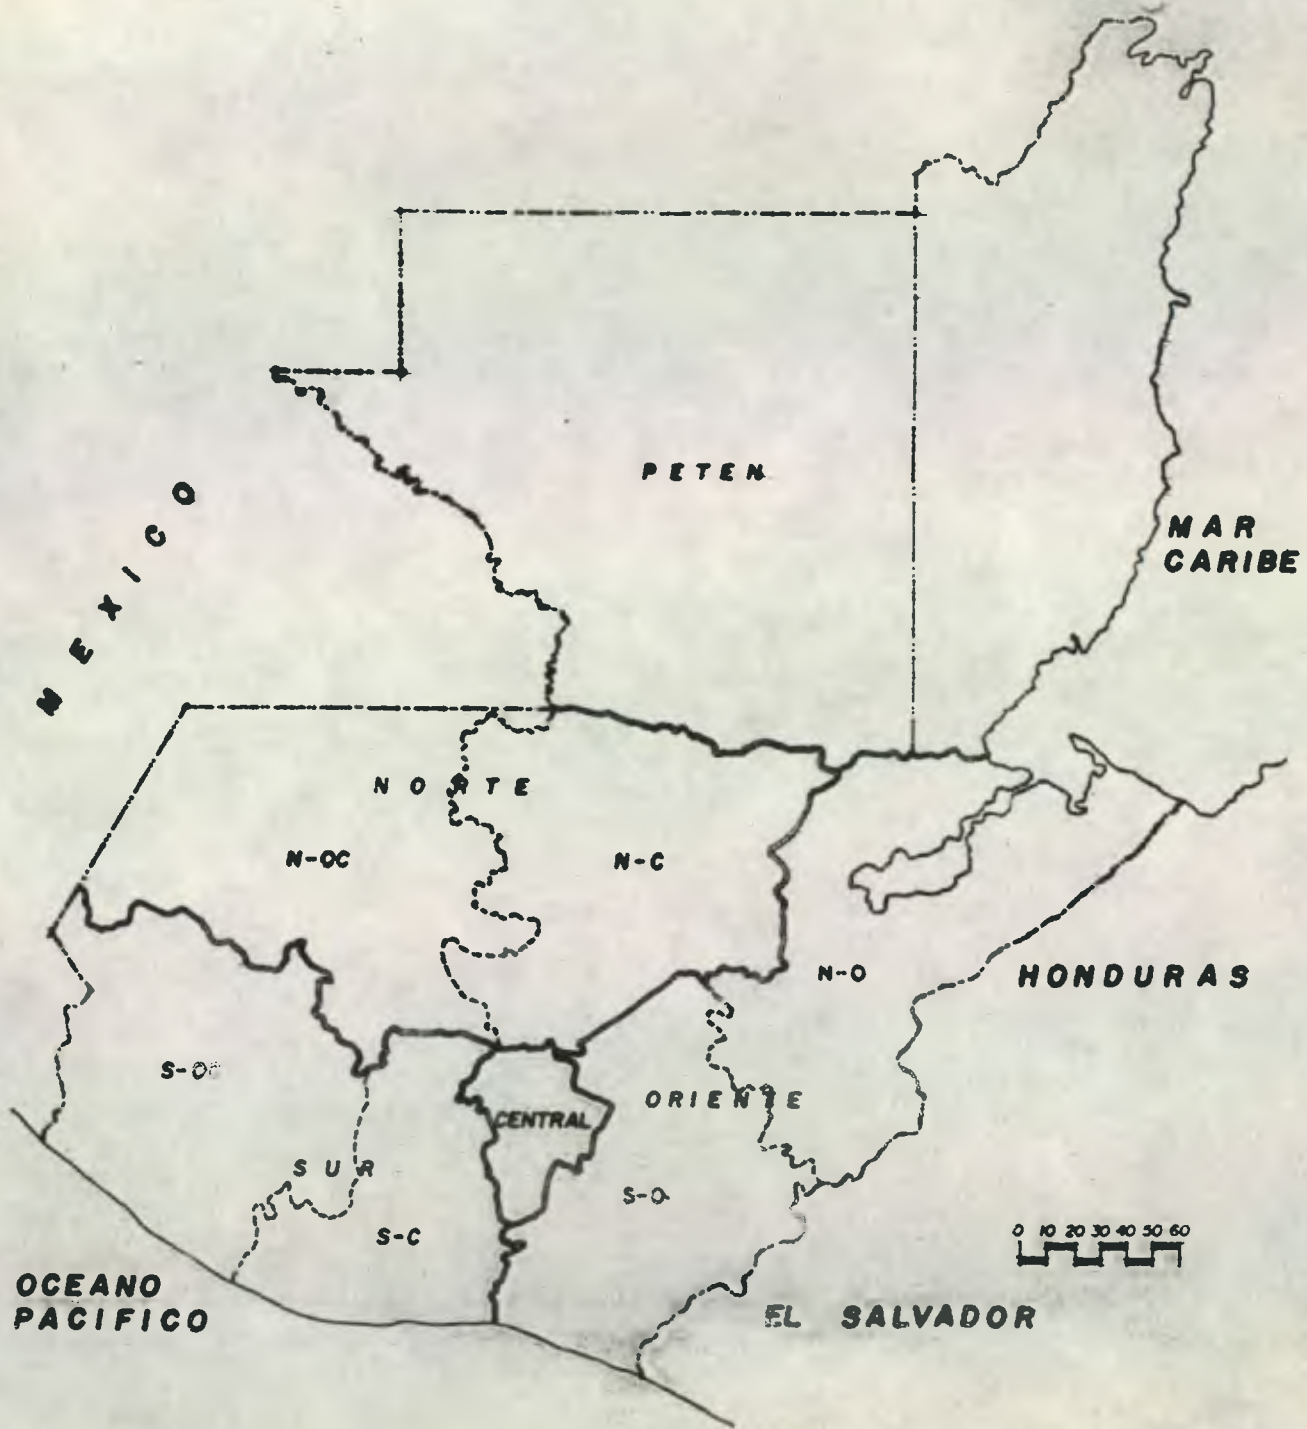 PETEN
MAR
CARIBE
MEXICO
NORTE
N-OC
N-C
N-O
HONDURAS
S-OC
ORIENTE
CENTRAL
SUR
S-O
S-C
0 10 20 30 40 50 60
OCEANO
PACIFICO
EL SALVADOR